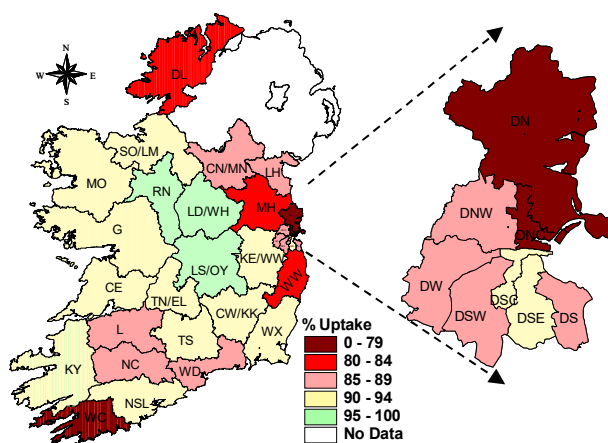 N
W E
S
DL
SO/LM
CN/MN
LH
MO
RN
LD/WH
MH
G
LS/OY
KE/WW
WW
CE
TN/EL
CW/KK
L
TS
WX
KY
NC
WD
NSL
WC
% Uptake
0 - 79
80 - 84
85 - 89
90 - 94
95 - 100
No Data
DN
DNW
DNC
DW
DSC
DSW
DSE
DS